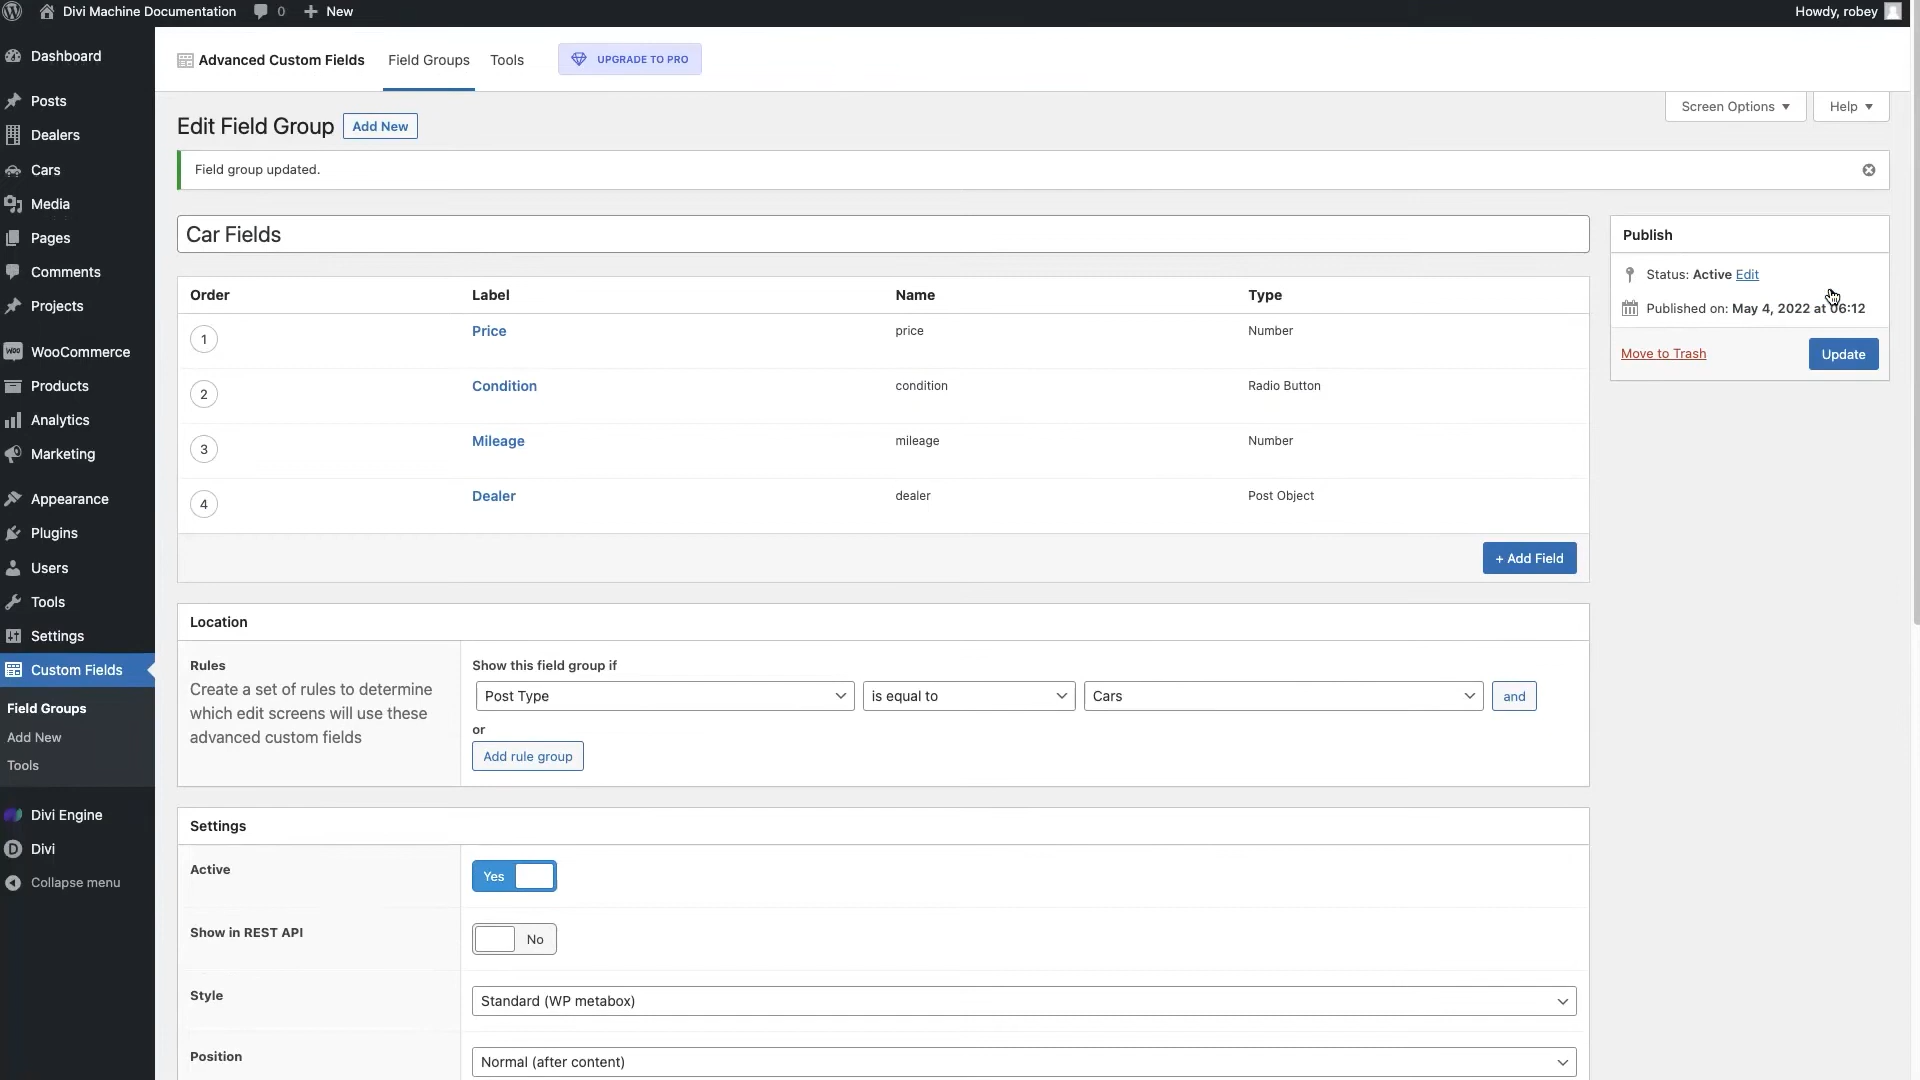 Divi Machine Documentation 0 New Howdy, robey
Dashboard
Posts
Dealers
Cars
Media
Pages
Comments
Projects
WooCommerce
Products
Analytics
Marketing
Appearance
Plugins
Users
Tools
Settings
Custom Fields
Field Groups
Add New
Tools
Divi Engine
Divi
Collapse menu
Advanced Custom Fields Field Groups Tools UPGRADE TO PRO
Screen Options Help
Edit Field Group Add New
Field group updated.
Car Fields
Order Label Name Type
1 Price price Number
2 Condition condition Radio Button
3 Mileage mileage Number
4 Dealer dealer Post Object
+ Add Field
Publish
Status: Active Edit
Published on: May 4, 2022 at 06:12
Move to Trash Update
Location
Rules
Create a set of rules to determine
which edit screens will use these
advanced custom fields
Show this field group if
Post Type is equal to Cars and
or
Add rule group
Settings
Active Yes
Show in REST API No
Style Standard (WP metabox)
Position Normal (after content)